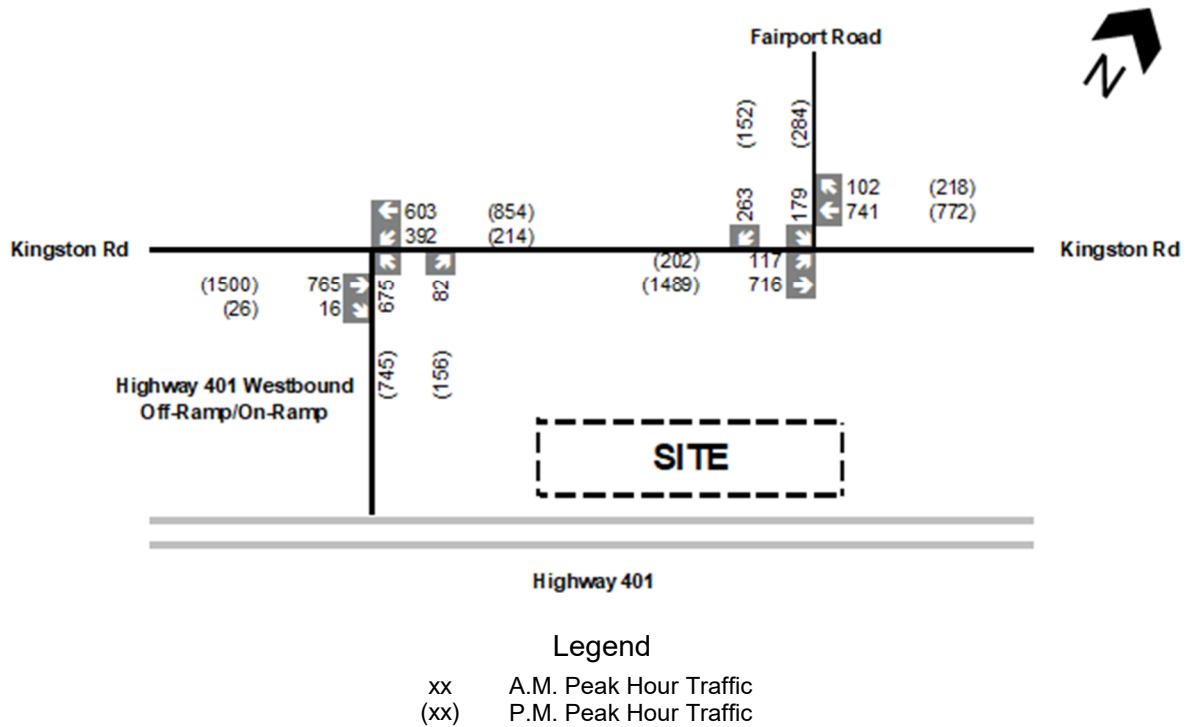 Fairport Road
N
(152) (284)
263 179
102 (218)
741 (772)
603 (854)
392 (214)
Kingston Rd
Kingston Rd
(202) 117
(1489) 716
(1500) 765
(26) 16
675 82
(745) (156)
Highway 401 Westbound
Off-Ramp/On-Ramp
SITE
Highway 401
Legend
xx A.M. Peak Hour Traffic
(xx) P.M. Peak Hour Traffic